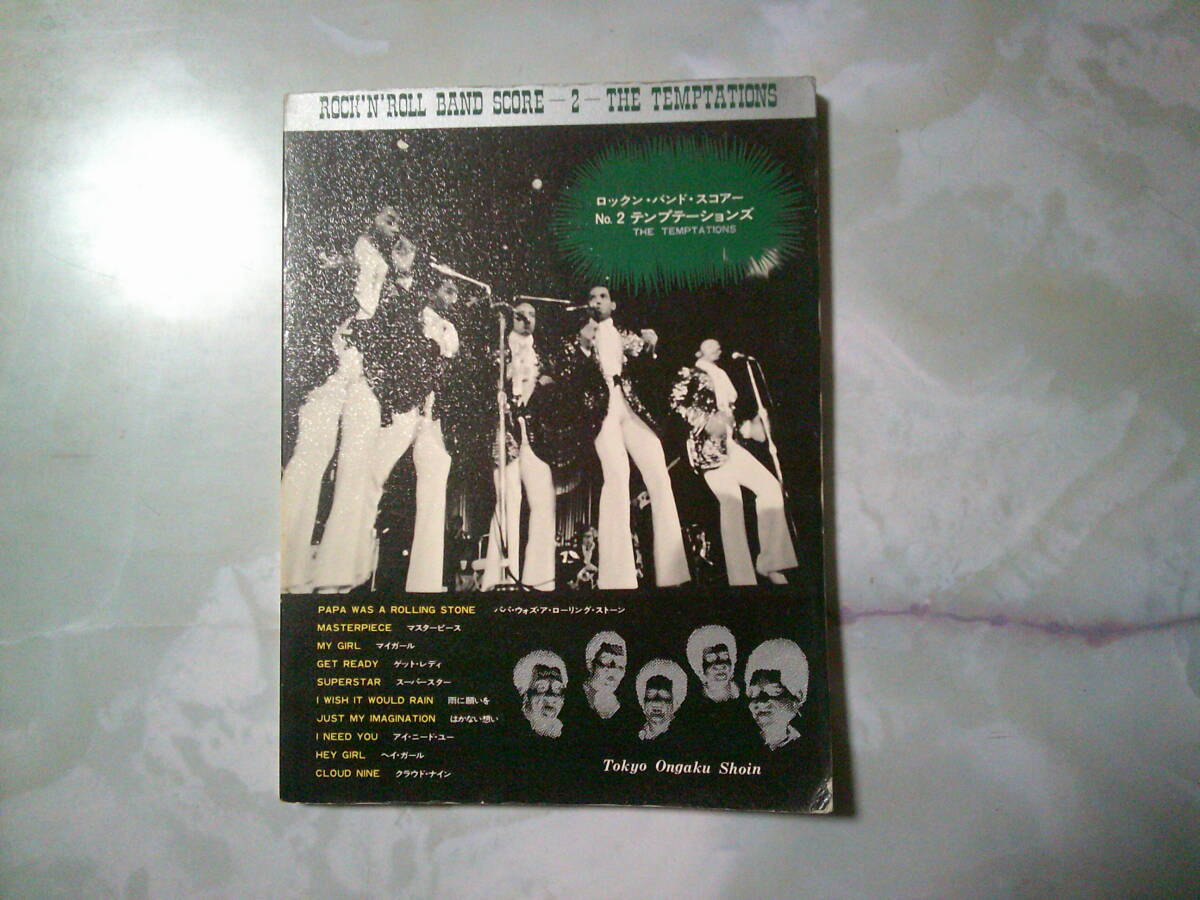 ROCK'N'ROLL BAND SCORE—2—THE TEMPTATIONS
ロックン・バンド・スコアー
No. 2 テンプテーションズ
THE TEMPTATIONS
PAPA WAS A ROLLING STONE パパ・ウォズ・ア・ローリング・ストーン
MASTERPIECE マスターピース
MY GIRL マイガール
GET READY ゲット・レディ
SUPERSTAR スーパースター
I WISH IT WOULD RAIN 雨に願いを
JUST MY IMAGINATION はかない想い
I NEED YOU アイ・ニード・ユー
HEY GIRL ヘイ・ガール
CLOUD NINE クラウド・ナイン
Tokyo Ongaku Shoin